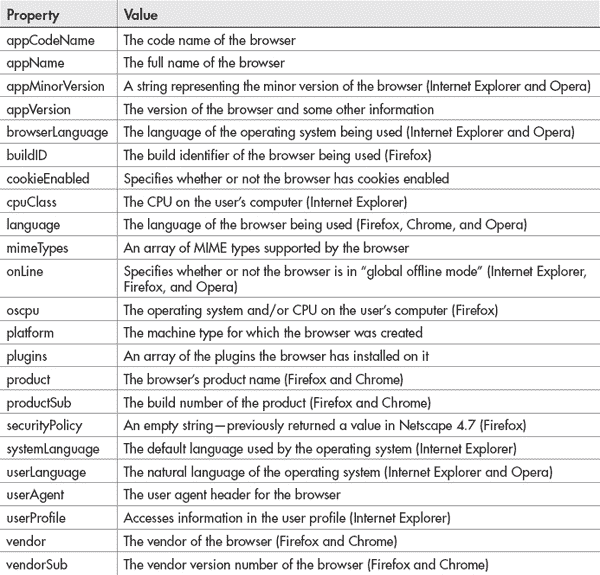 Property Value
appCodeName The code name of the browser
appName The full name of the browser
appMinorVersion A string representing the minor version of the browser (Internet Explorer and Opera)
appVersion The version of the browser and some other information
browserLanguage The language of the operating system being used (Internet Explorer and Opera)
buildID The build identifier of the browser being used (Firefox)
cookieEnabled Specifies whether or not the browser has cookies enabled
cpuClass The CPU on the user’s computer (Internet Explorer)
language The language of the browser being used (Firefox, Chrome, and Opera)
mimeTypes An array of MIME types supported by the browser
onLine Specifies whether or not the browser is in “global offline mode” (Internet Explorer,
Firefox, and Opera)
oscpu The operating system and/or CPU on the user’s computer (Firefox)
platform The machine type for which the browser was created
plugins An array of the plugins the browser has installed on it
product The browser’s product name (Firefox and Chrome)
productSub The build number of the product (Firefox and Chrome)
securityPolicy An empty string—previously returned a value in Netscape 4.7 (Firefox)
systemLanguage The default language used by the operating system (Internet Explorer)
userLanguage The natural language of the operating system (Internet Explorer and Opera)
userAgent The user agent header for the browser
userProfile Accesses information in the user profile (Internet Explorer)
vendor The vendor of the browser (Firefox and Chrome)
vendorSub The vendor version number of the browser (Firefox and Chrome)